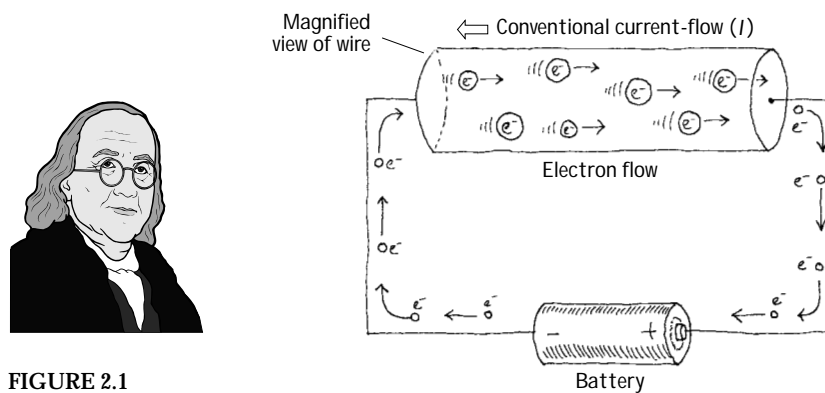 Magnified
view of wire
Conventional current-flow (I)
e⁻ e⁻ e⁻ e⁻
e⁻ e⁻ e⁻
Electron flow
e⁻
e⁻
e⁻
e⁻
e⁻
e⁻ e⁻ e⁻
- +
Battery
FIGURE 2.1